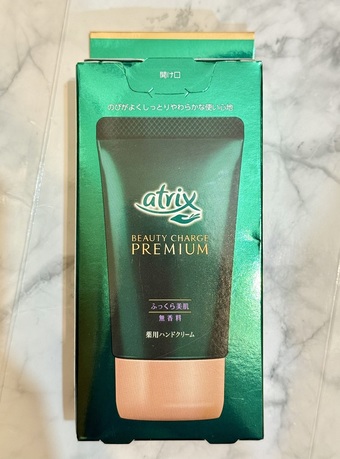 開け口
のびがよくしっとりやわらかな使い心地
atrix
BEAUTY CHARGE
PREMIUM
ふっくら美肌
無香料
薬用ハンドクリーム